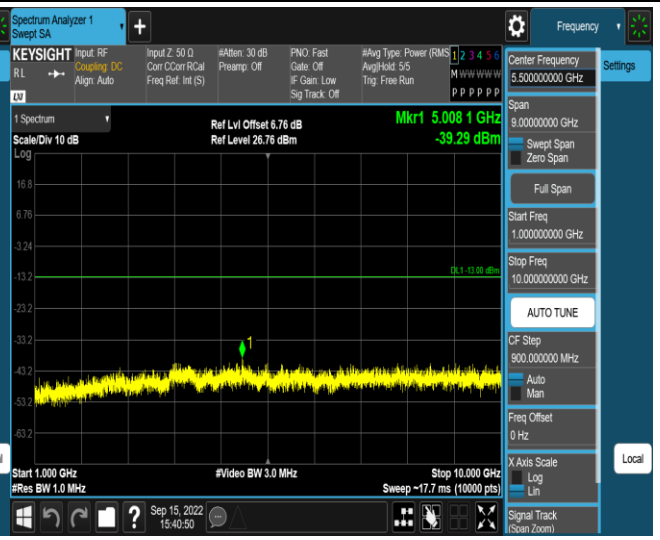 Spectrum Analyzer 1
Swept SA
+
Frequency
KEYSIGHT
RL
Input: RF
Coupling: DC
Align: Auto
Input Z: 50 Ω
Corr CCorr RCal
Freq Ref: Int (S)
#Atten: 30 dB
Preamp: Off
PNO: Fast
Gate: Off
IF Gain: Low
Sig Track: Off
#Avg Type: Power (RMS
Avg|Hold: 5/5
Trig: Free Run
1 2 3 4 5 6
M W W W W W
P P P P P P
LXI
1 Spectrum
Scale/Div 10 dB
Log
Ref Lvl Offset 6.76 dB
Ref Level 26.76 dBm
Mkr1 5.008 1 GHz
-39.29 dBm
16.8
6.76
-3.24
-13.2
-23.2
-33.2
-43.2
-53.2
-63.2
DL1 -13.00 dBm
1
Start 1.000 GHz
#Res BW 1.0 MHz
#Video BW 3.0 MHz
Stop 10.000 GHz
Sweep ~17.7 ms (10000 pts)
?
Sep 15, 2022
15:40:50
Center Frequency
5.500000000 GHz
Span
9.00000000 GHz
Swept Span
Zero Span
Full Span
Start Freq
1.000000000 GHz
Stop Freq
10.000000000 GHz
AUTO TUNE
CF Step
900.000000 MHz
Auto
Man
Freq Offset
0 Hz
X Axis Scale
Log
Lin
Signal Track
(Span Zoom)
Settings
Local